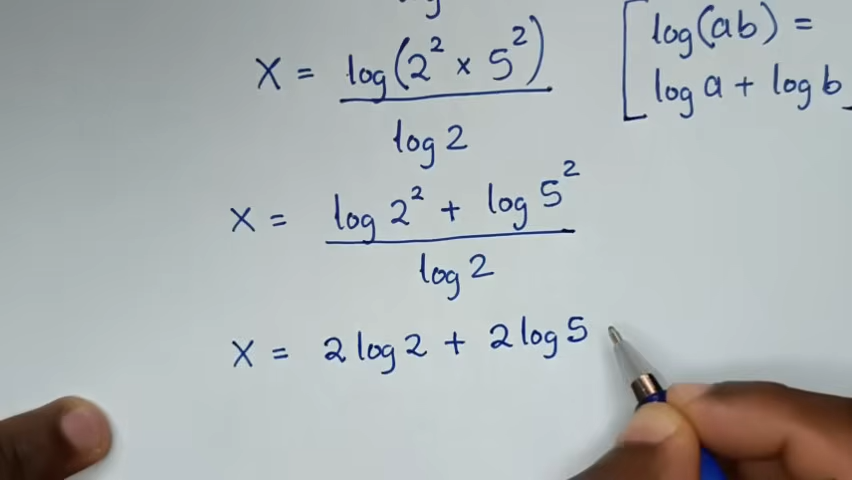 X = log(2² × 5²)
log 2
X = log 2² + log 5²
log 2
X = 2 log 2 + 2 log 5
[log(ab) =
log a + log b]